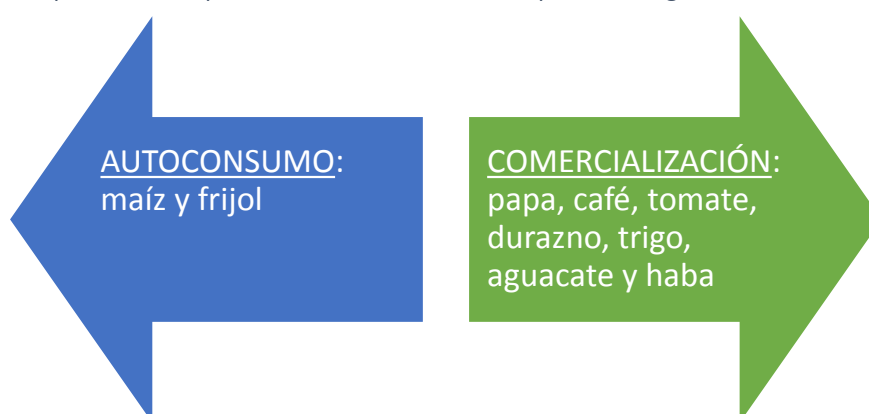 AUTOCONSUMO:
maíz y frijol
COMERCIALIZACIÓN:
papa, café, tomate,
durazno, trigo,
aguacate y haba